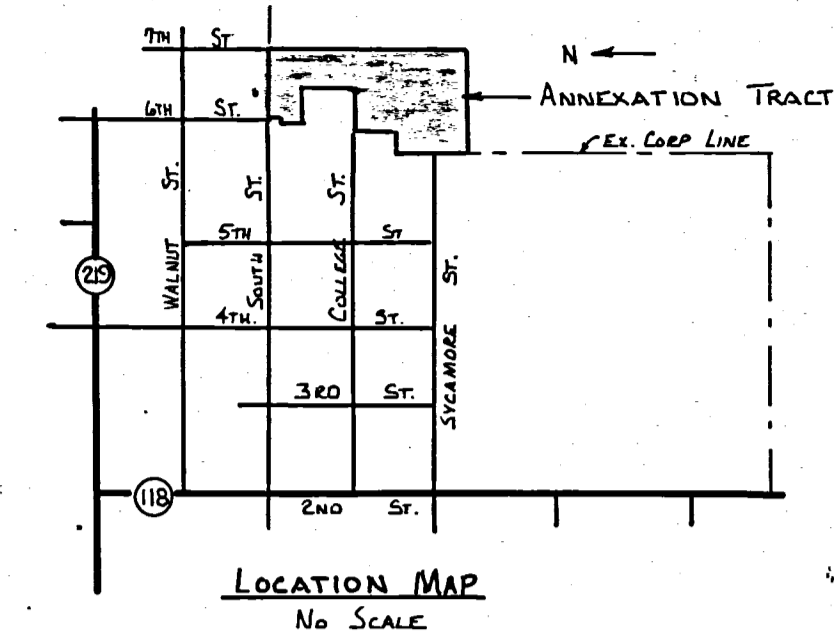 7TH ST
N
ANNEXATION TRACT
6TH ST.
EX. CORP LINE
WALNUT ST.
SOUTH ST.
COLLEGE ST.
5TH ST
219
SYCAMORE ST.
4TH. ST.
3RD ST.
118
2ND ST.
LOCATION MAP
No SCALE